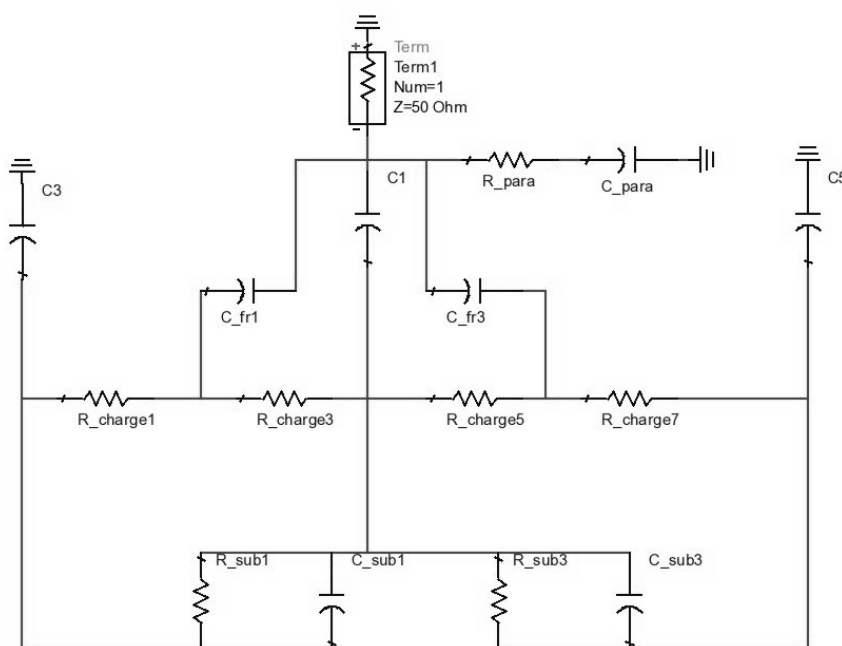 + Term
Term1
Num=1
Z=50 Ohm
-
C3
C1
C5
R_para
C_para
C_fr1
C_fr3
R_charge1
R_charge3
R_charge5
R_charge7
R_sub1
C_sub1
R_sub3
C_sub3